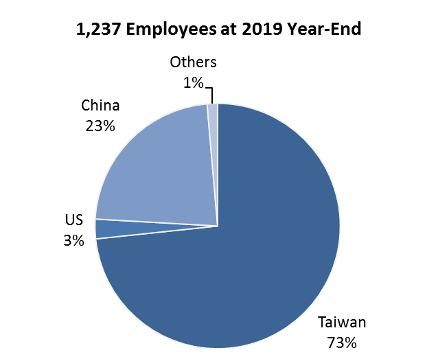 1,237 Employees at 2019 Year-End
Others
1%
China
23%
US
3%
Taiwan
73%